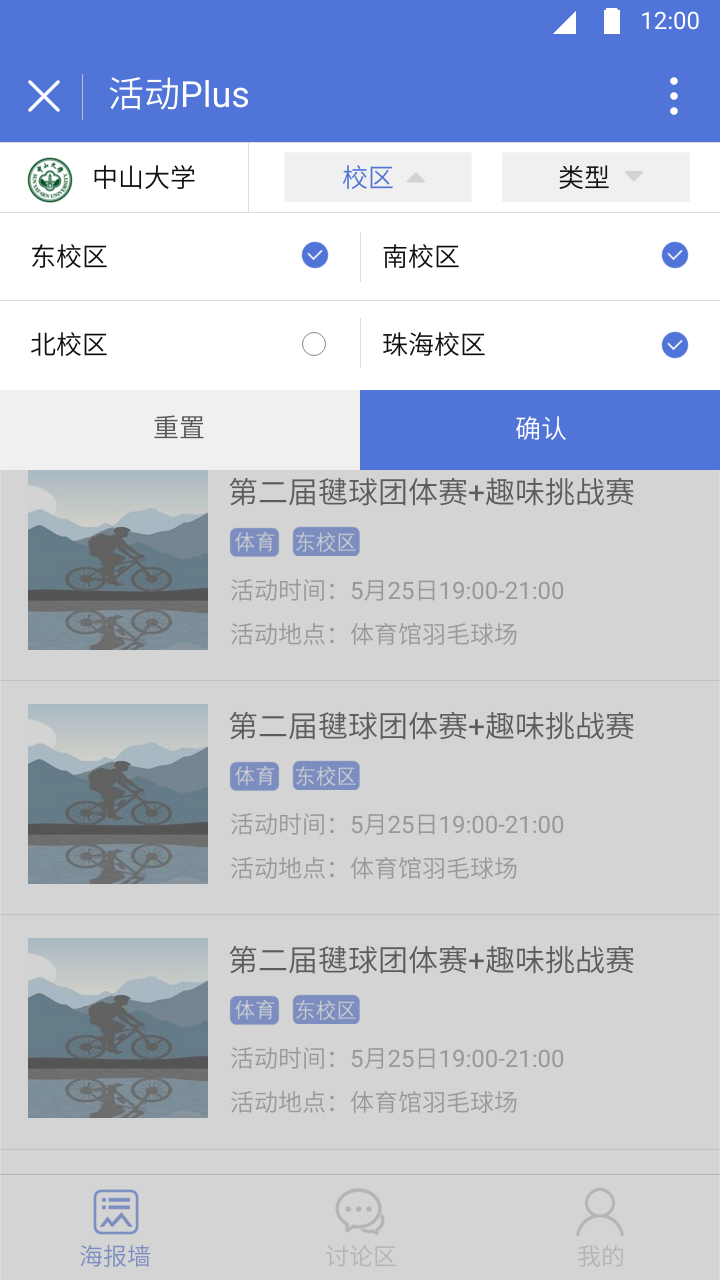 12:00
活动Plus
中山大学 校区 类型
东校区 南校区
北校区 珠海校区
重置 确认
第二届毽球团体赛+趣味挑战赛
体育 东校区
活动时间：5月25日19:00-21:00
活动地点：体育馆羽毛球场
第二届毽球团体赛+趣味挑战赛
体育 东校区
活动时间：5月25日19:00-21:00
活动地点：体育馆羽毛球场
第二届毽球团体赛+趣味挑战赛
体育 东校区
活动时间：5月25日19:00-21:00
活动地点：体育馆羽毛球场
海报墙 讨论区 我的